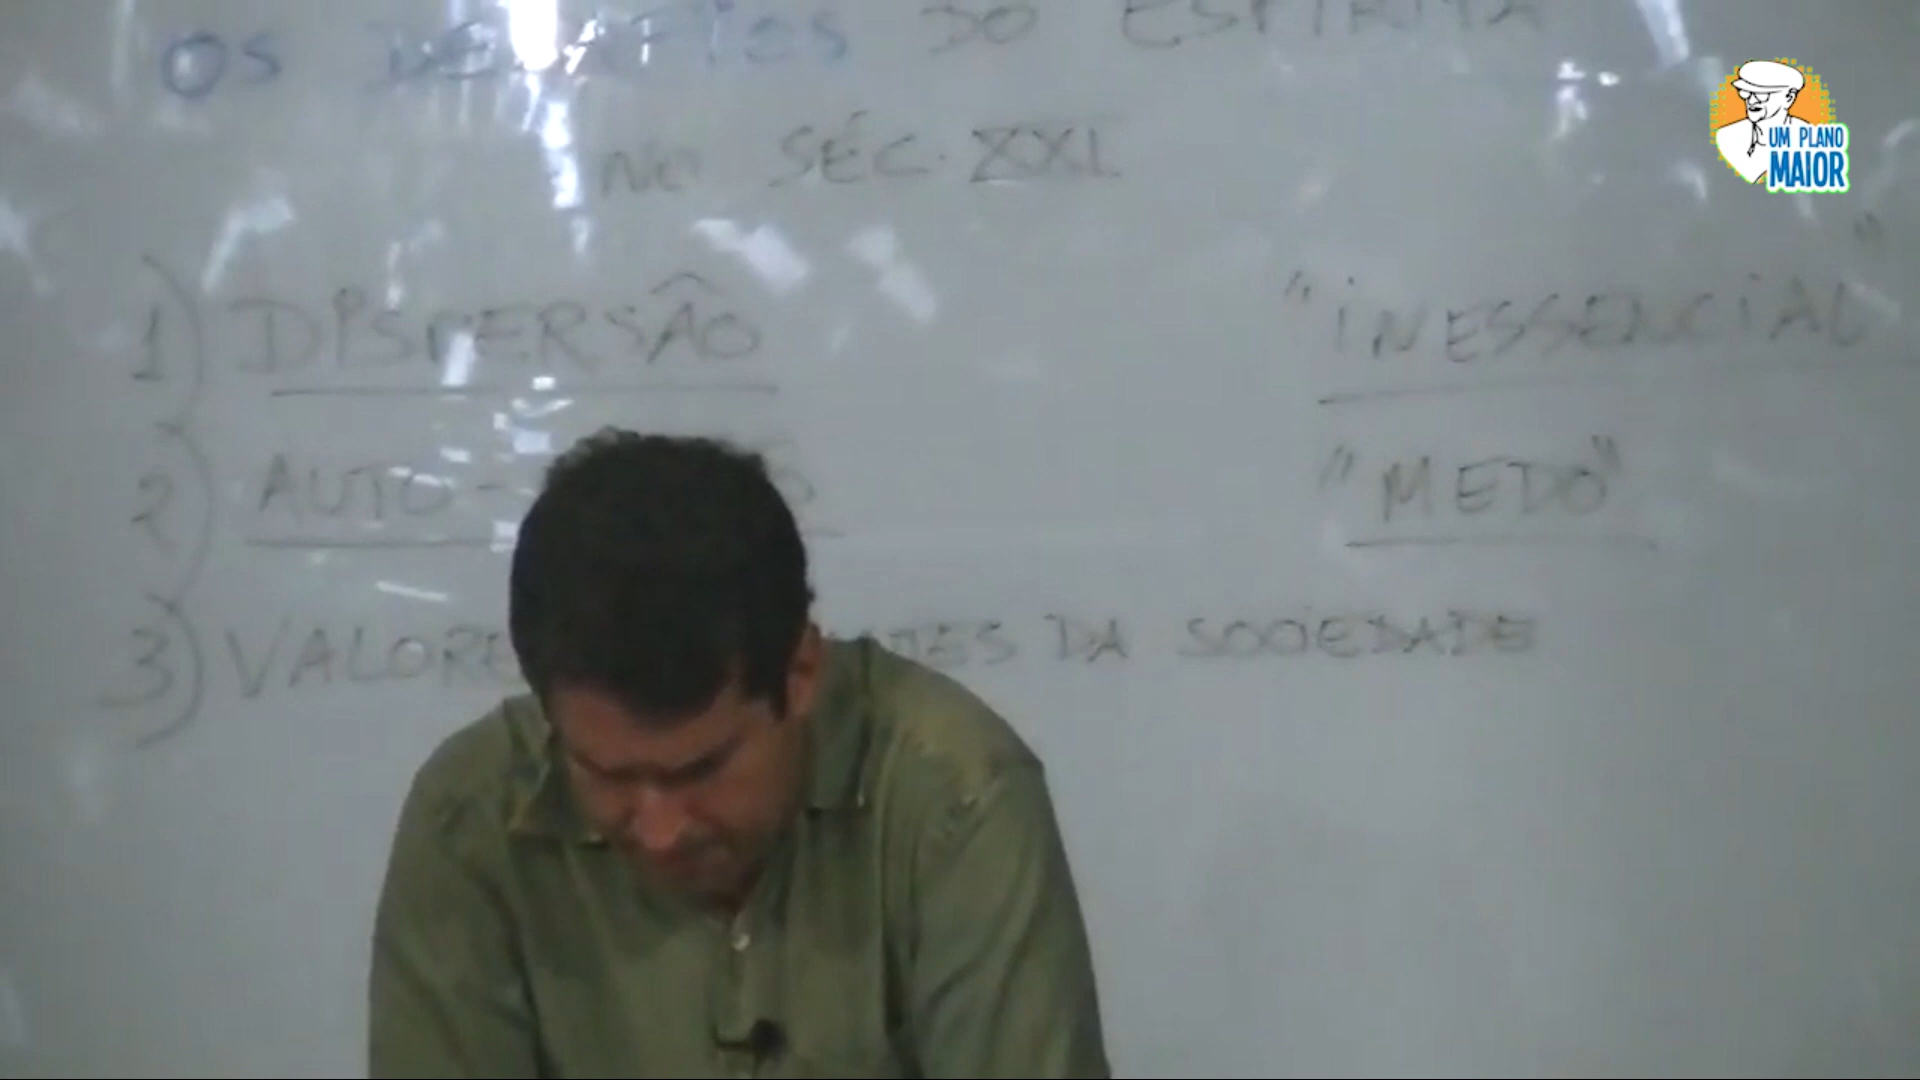 OS DESAFIOS DO ESPÍRITA
NO SÉC. XXI
1) DISPERSÃO "INESSENCIAL"
2) AUTO- "MEDO"
3) DA SOCIEDADE
UM PLANO
MAIOR